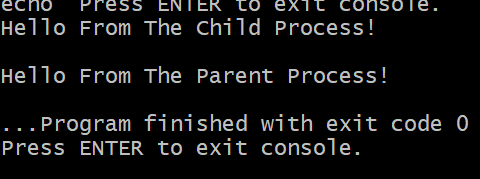 echo  Press ENTER to exit console.
Hello From The Child Process!
Hello From The Parent Process!
...Program finished with exit code 0
Press ENTER to exit console.